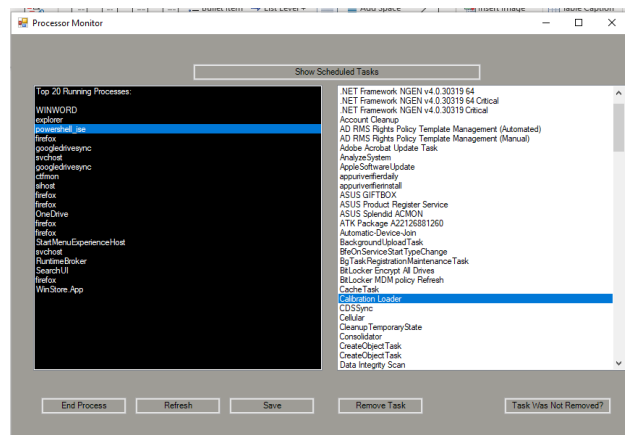 Bullet Item
List Level
Add Space
Insert Image
Table Caption
Processor Monitor
Show Scheduled Tasks
Top 20 Running Processes:
WINWORD
explorer
powershell_ise
firefox
googledrivesync
svchost
googledrivesync
ctfmon
sihost
firefox
firefox
OneDrive
firefox
firefox
StartMenuExperienceHost
svchost
RuntimeBroker
SearchUI
firefox
WinStore.App
.NET Framework NGEN v4.0.30319 64
.NET Framework NGEN v4.0.30319 64 Critical
.NET Framework NGEN v4.0.30319 Critical
Account Cleanup
AD RMS Rights Policy Template Management (Automated)
AD RMS Rights Policy Template Management (Manual)
Adobe Acrobat Update Task
AnalyzeSystem
AppleSoftwareUpdate
appuriverifierdaily
appuriverifierinstall
ASUS GIFTBOX
ASUS Product Register Service
ASUS Splendid ACMON
ATK Package A22126881260
Automatic-Device-Join
BackgroundUploadTask
BfeOnServiceStartTypeChange
BgTaskRegistrationMaintenanceTask
BitLocker Encrypt All Drives
BitLocker MDM policy Refresh
CacheTask
Calibration Loader
CDSSync
Cellular
CleanupTemporaryState
Consolidator
CreateObjectTask
CreateObjectTask
Data Integrity Scan
End Process
Refresh
Save
Remove Task
Task Was Not Removed?